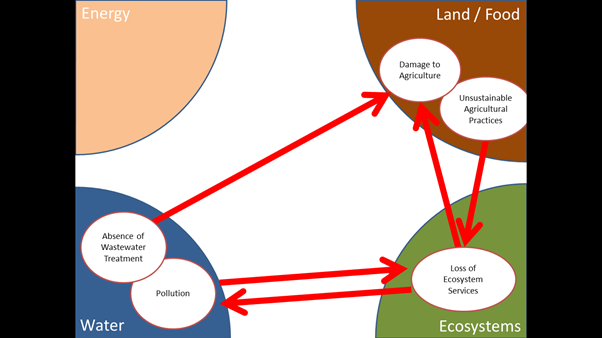 Energy
Land / Food
Damage to
Agriculture
Unsustainable
Agricultural
Practices
Absence of
Wastewater
Treatment
Pollution
Loss of
Ecosystem
Services
Water
Ecosystems